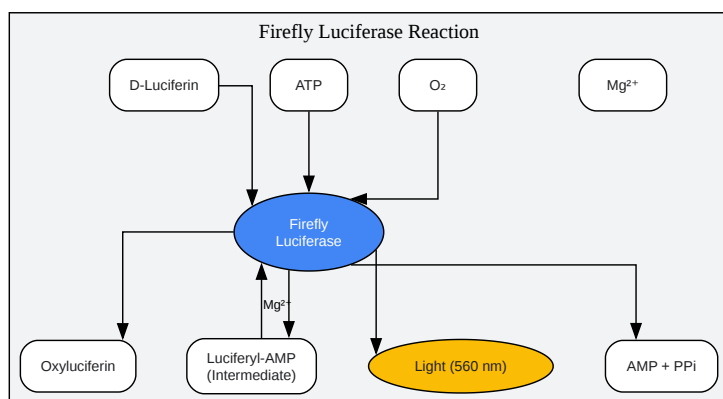 Firefly Luciferase Reaction
D-Luciferin
ATP
O₂
Mg²⁺
Firefly
Luciferase
Mg²⁺
Oxyluciferin
Luciferyl-AMP
(Intermediate)
Light (560 nm)
AMP + PPi